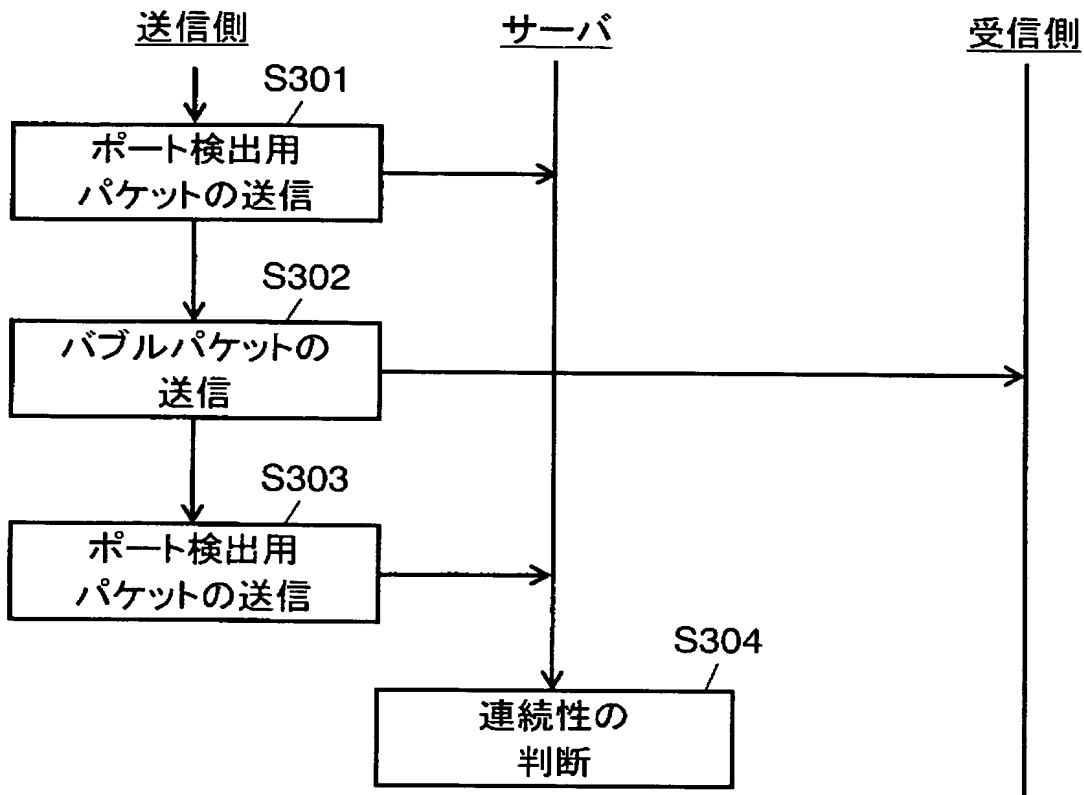 送信側
サーバ
受信側
S301
ポート検出用
パケットの送信
S302
バブルパケットの
送信
S303
ポート検出用
パケットの送信
S304
連続性の
判断